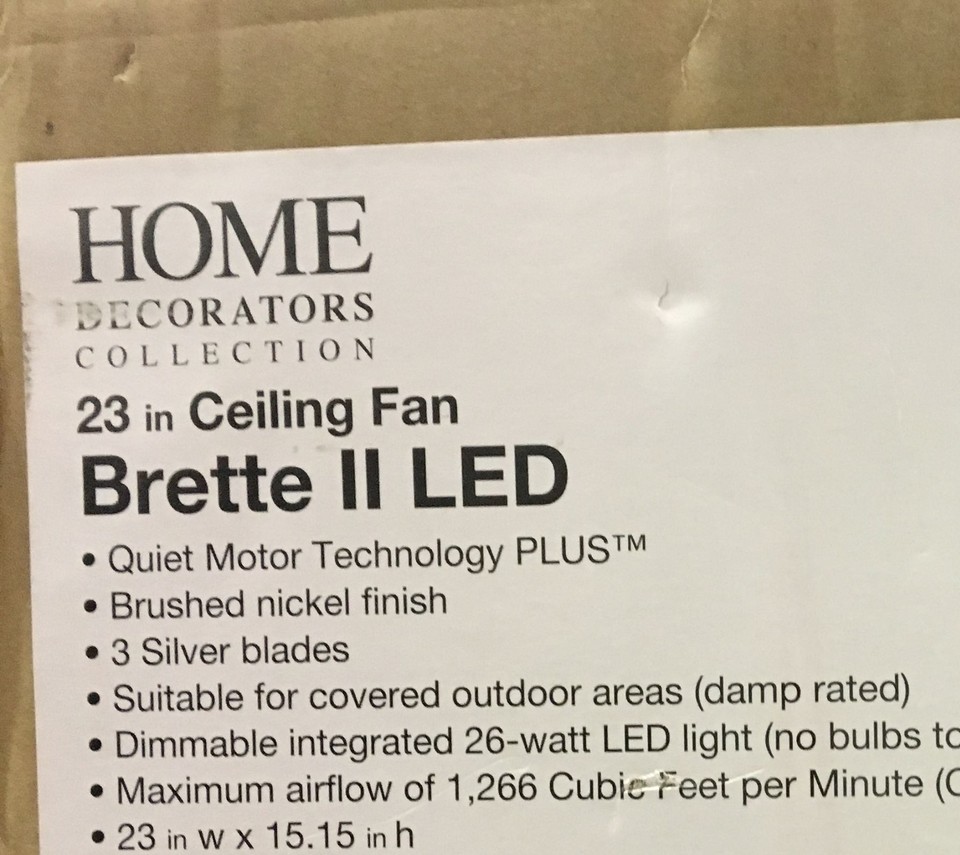 HOME
DECORATORS
COLLECTION
23 in Ceiling Fan
Brette II LED
• Quiet Motor Technology PLUS™
• Brushed nickel finish
• 3 Silver blades
• Suitable for covered outdoor areas (damp rated)
• Dimmable integrated 26-watt LED light (no bulbs to
• Maximum airflow of 1,266 Cubic Feet per Minute (C
• 23 in w x 15.15 in h